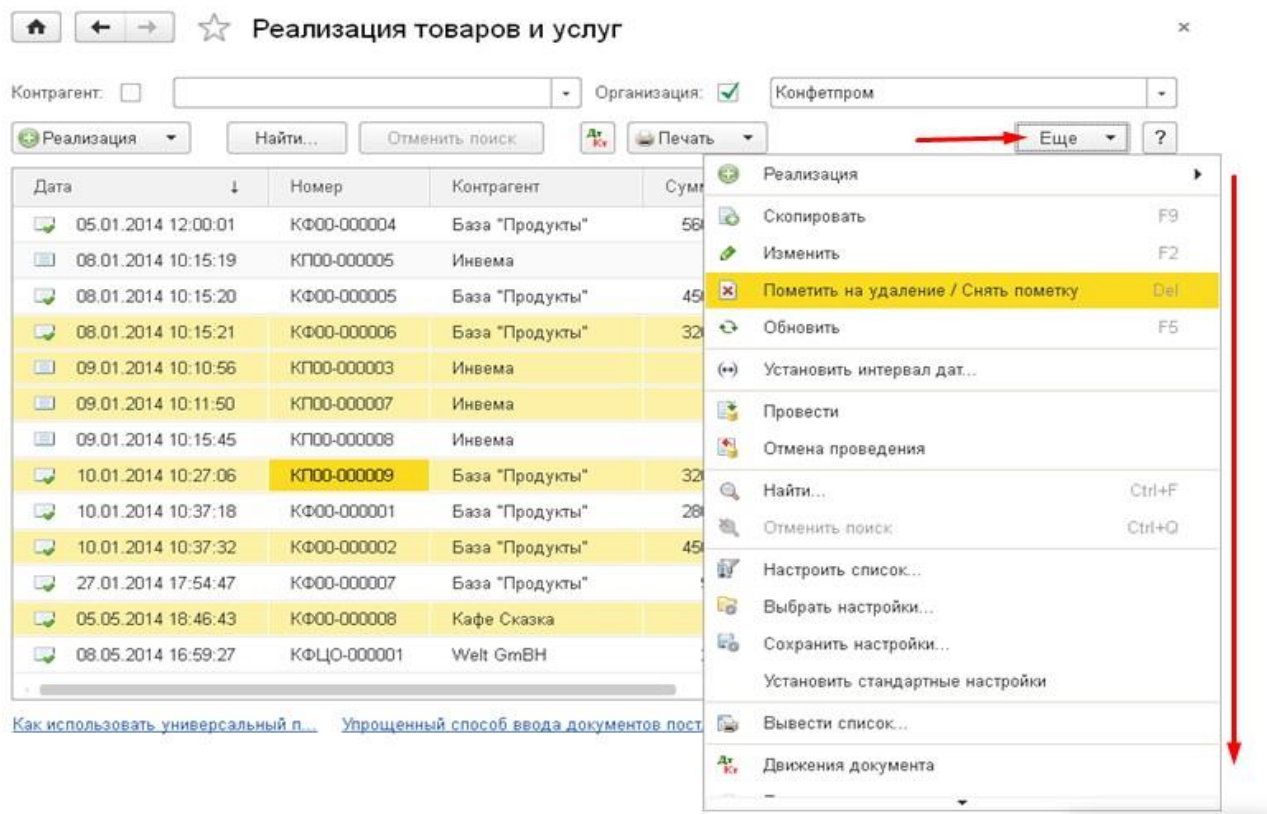 Реализация товаров и услуг
Контрагент: Организация: Конфетпром
Реализация Найти... Отменить поиск Дт Кт Печать Еще ?
Дата ↓ Номер Контрагент
05.01.2014 12:00:01 КФ00-000004 База "Продукты"
08.01.2014 10:15:19 КП00-000005 Инвема
08.01.2014 10:15:20 КФ00-000005 База "Продукты"
08.01.2014 10:15:21 КФ00-000006 База "Продукты"
09.01.2014 10:10:56 КП00-000003 Инвема
09.01.2014 10:11:50 КП00-000007 Инвема
09.01.2014 10:15:45 КП00-000008 Инвема
10.01.2014 10:27:06 КП00-000009 База "Продукты"
10.01.2014 10:37:18 КФ00-000001 База "Продукты"
10.01.2014 10:37:32 КФ00-000002 База "Продукты"
27.01.2014 17:54:47 КФ00-000007 База "Продукты"
05.05.2014 18:46:43 КФ00-000008 Кафе Сказка
08.05.2014 16:59:27 КФЦО-000001 Welt GmBH
Как использовать универсальный п... Упрощенный способ ввода документов пост
Реализация
Скопировать F9
Изменить F2
Пометить на удаление / Снять пометку Del
Обновить F5
Установить интервал дат...
Провести
Отмена проведения
Найти... Ctrl+F
Отменить поиск Ctrl+Q
Настроить список...
Выбрать настройки...
Сохранить настройки...
Установить стандартные настройки
Вывести список...
Дт Кт Движения документа